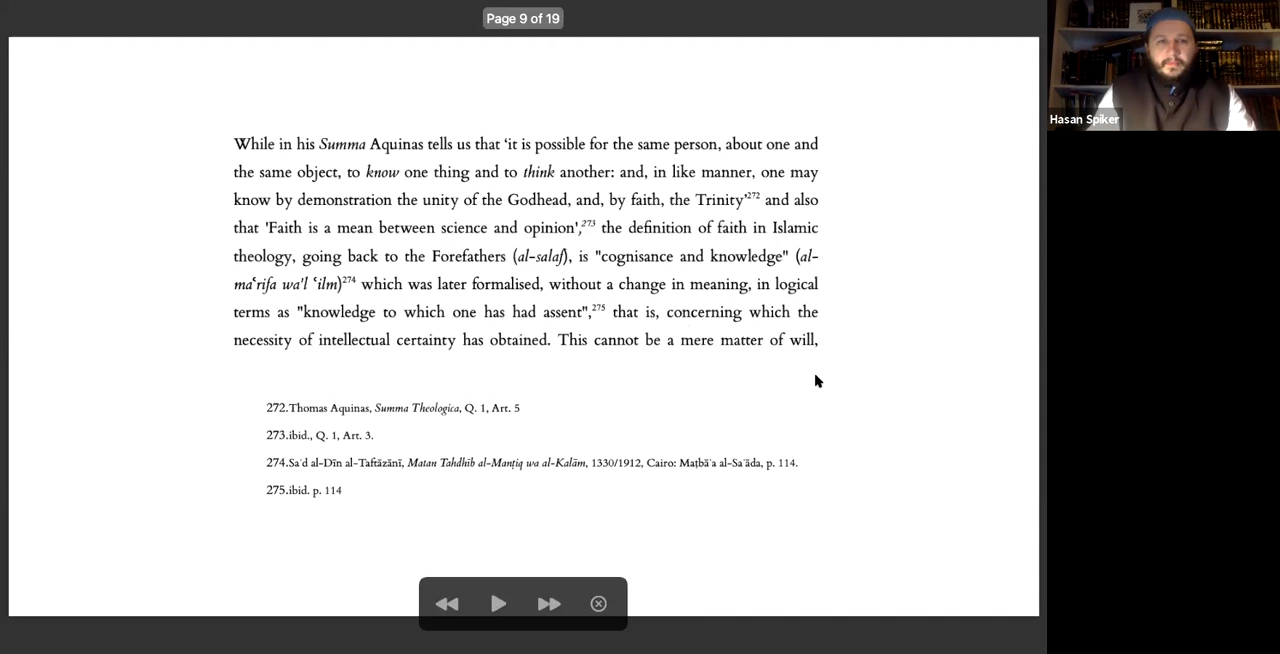 Page 9 of 19
Hasan Spiker
While in his Summa Aquinas tells us that ‘it is possible for the same person, about one and
the same object, to know one thing and to think another: and, in like manner, one may
know by demonstration the unity of the Godhead, and, by faith, the Trinity’272 and also
that 'Faith is a mean between science and opinion',273 the definition of faith in Islamic
theology, going back to the Forefathers (al-salaf), is "cognisance and knowledge" (al-
maʿrifa wa'l ʿilm)274 which was later formalised, without a change in meaning, in logical
terms as "knowledge to which one has had assent",275 that is, concerning which the
necessity of intellectual certainty has obtained. This cannot be a mere matter of will,
272.Thomas Aquinas, Summa Theologica, Q. 1, Art. 5
273.ibid., Q. 1, Art. 3.
274.Saʿd al-Dīn al-Taftāzānī, Matan Tahdhīb al-Manṭiq wa al-Kalām, 1330/1912, Cairo: Maṭbāʿa al-Saʿāda, p. 114.
275.ibid. p. 114